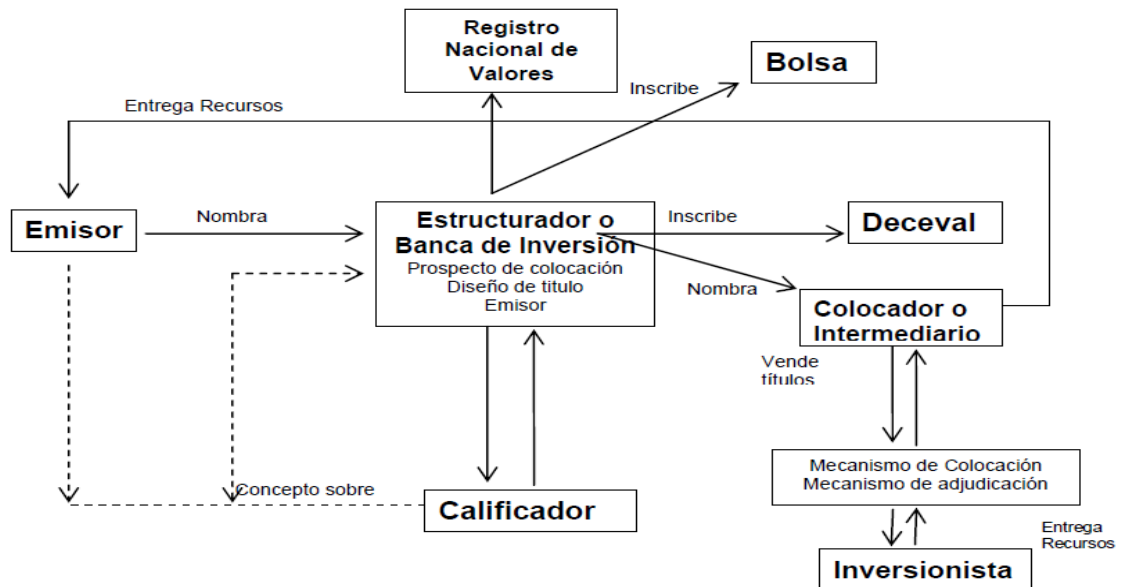 Registro
Nacional de
Valores
Bolsa
Inscribe
Entrega Recursos
Emisor
Nombra
Estructurador o
Banca de Inversión
Prospecto de colocación
Diseño de titulo
Emisor
Inscribe
Deceval
Nombra
Colocador o
Intermediario
Vende
títulos
Mecanismo de Colocación
Mecanismo de adjudicación
Concepto sobre
Calificador
Entrega
Recursos
Inversionista